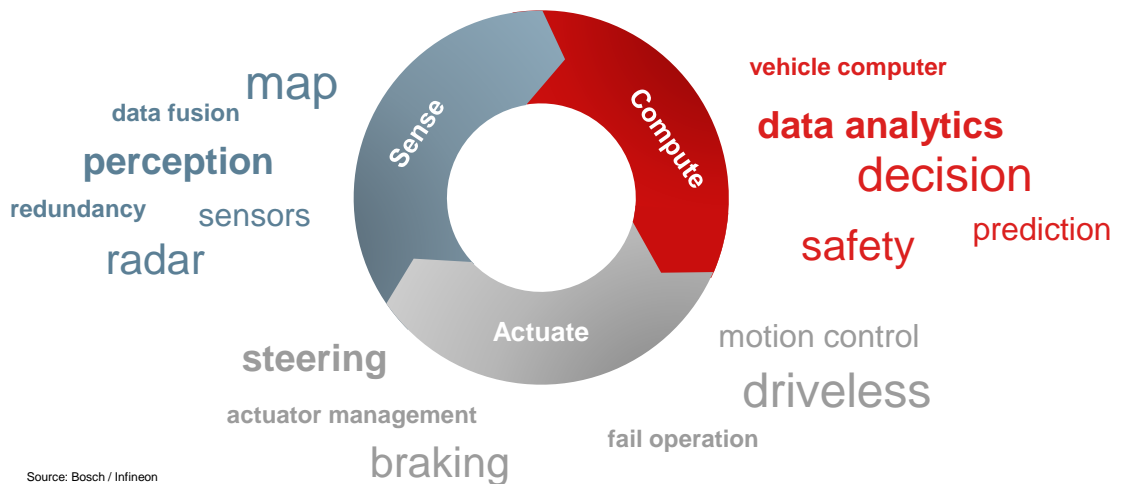 map
data fusion
perception
redundancy
sensors
radar
Sense
Compute
Actuate
vehicle computer
data analytics
decision
prediction
safety
motion control
driveless
fail operation
steering
actuator management
braking
Source: Bosch / Infineon